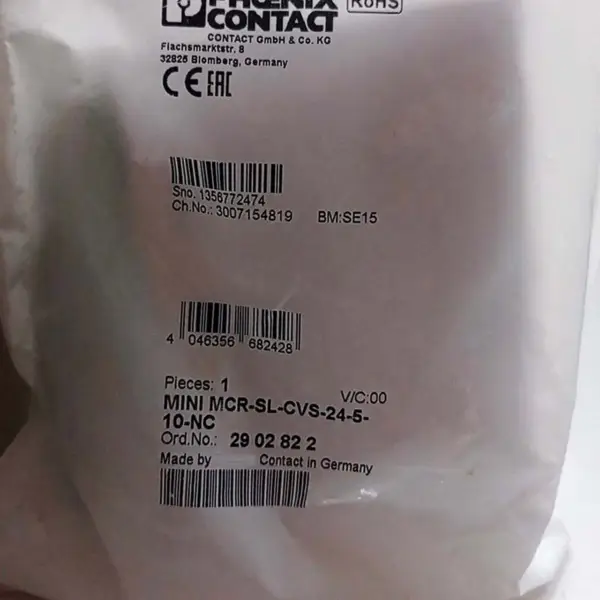 PHŒNIX
CONTACT
RoHS
CONTACT GmbH & Co. KG
Flachsmarktstr. 8
32825 Blomberg, Germany
CE EAC
Sno. 1358772474
Ch.No.: 3007154819 BM:SE15
4 046356 682428
Pieces: 1 V/C:00
MINI MCR-SL-CVS-24-5-
10-NC
Ord.No.: 29 02 82 2
Made by Contact in Germany